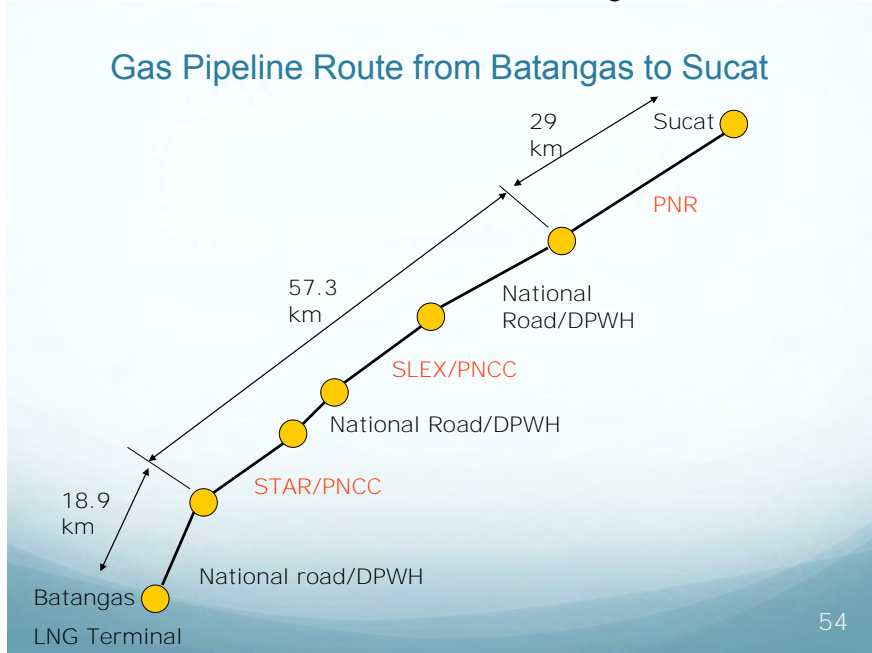 Gas Pipeline Route from Batangas to Sucat
29
km
Sucat
PNR
57.3
km
National
Road/DPWH
SLEX/PNCC
National Road/DPWH
STAR/PNCC
18.9
km
National road/DPWH
Batangas
LNG Terminal
54